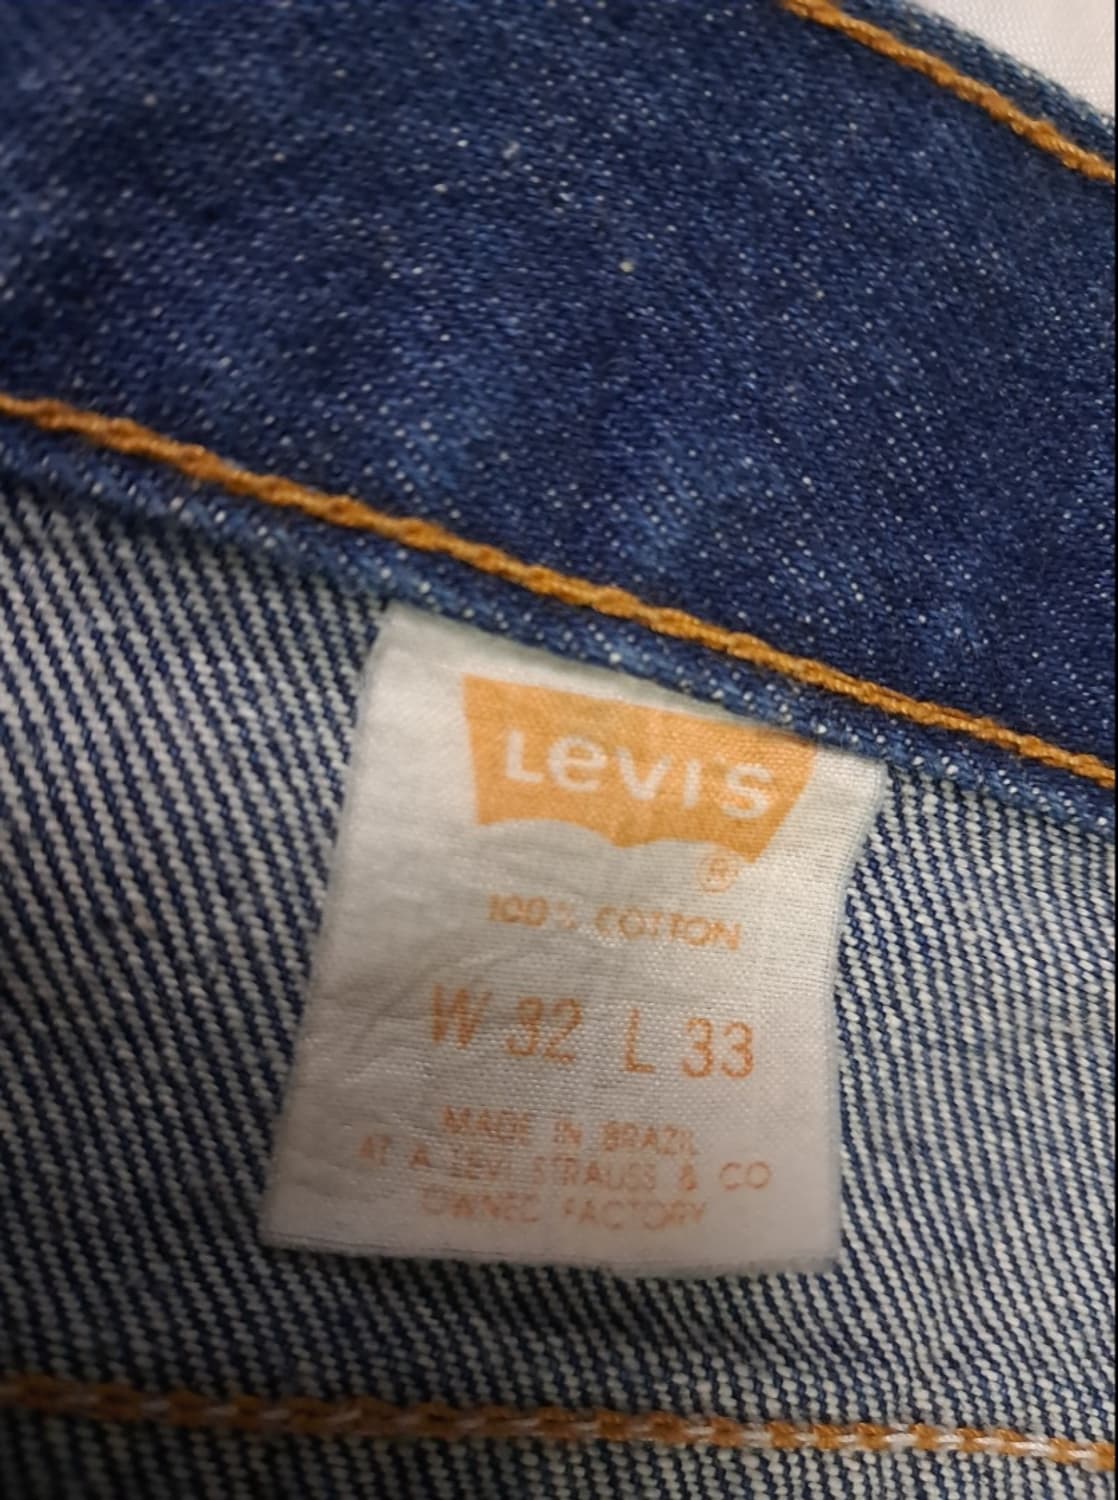 Levi's
®
100% COTTON
W 32 L 33
MADE IN BRAZIL
AT A LEVI STRAUSS & CO
OWNED FACTORY